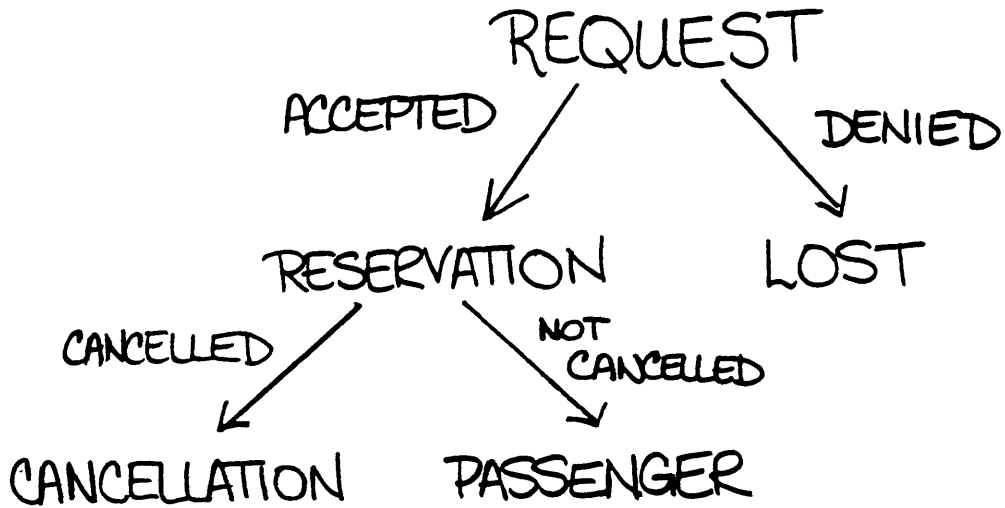 REQUEST
ACCEPTED
DENIED
RESERVATION
LOST
CANCELLED
NOT
CANCELLED
CANCELLATION
PASSENGER